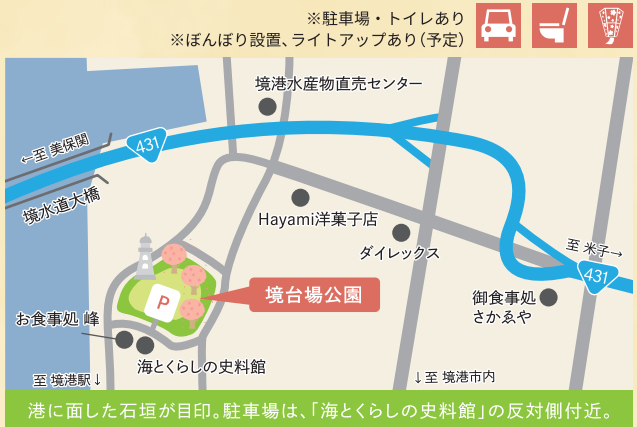 ※駐車場・トイレあり
※ぼんぼり設置、ライトアップあり（予定）
境港水産物直売センター
←至 美保関
431
境水道大橋
Hayami洋菓子店
ダイレックス
至 米子→
431
境台場公園
P
御食事処
さかゑや
お食事処 峰
海とくらしの史料館
至 境港駅↓
↓至 境港市内
港に面した石垣が目印。駐車場は、「海とくらしの史料館」の反対側付近。